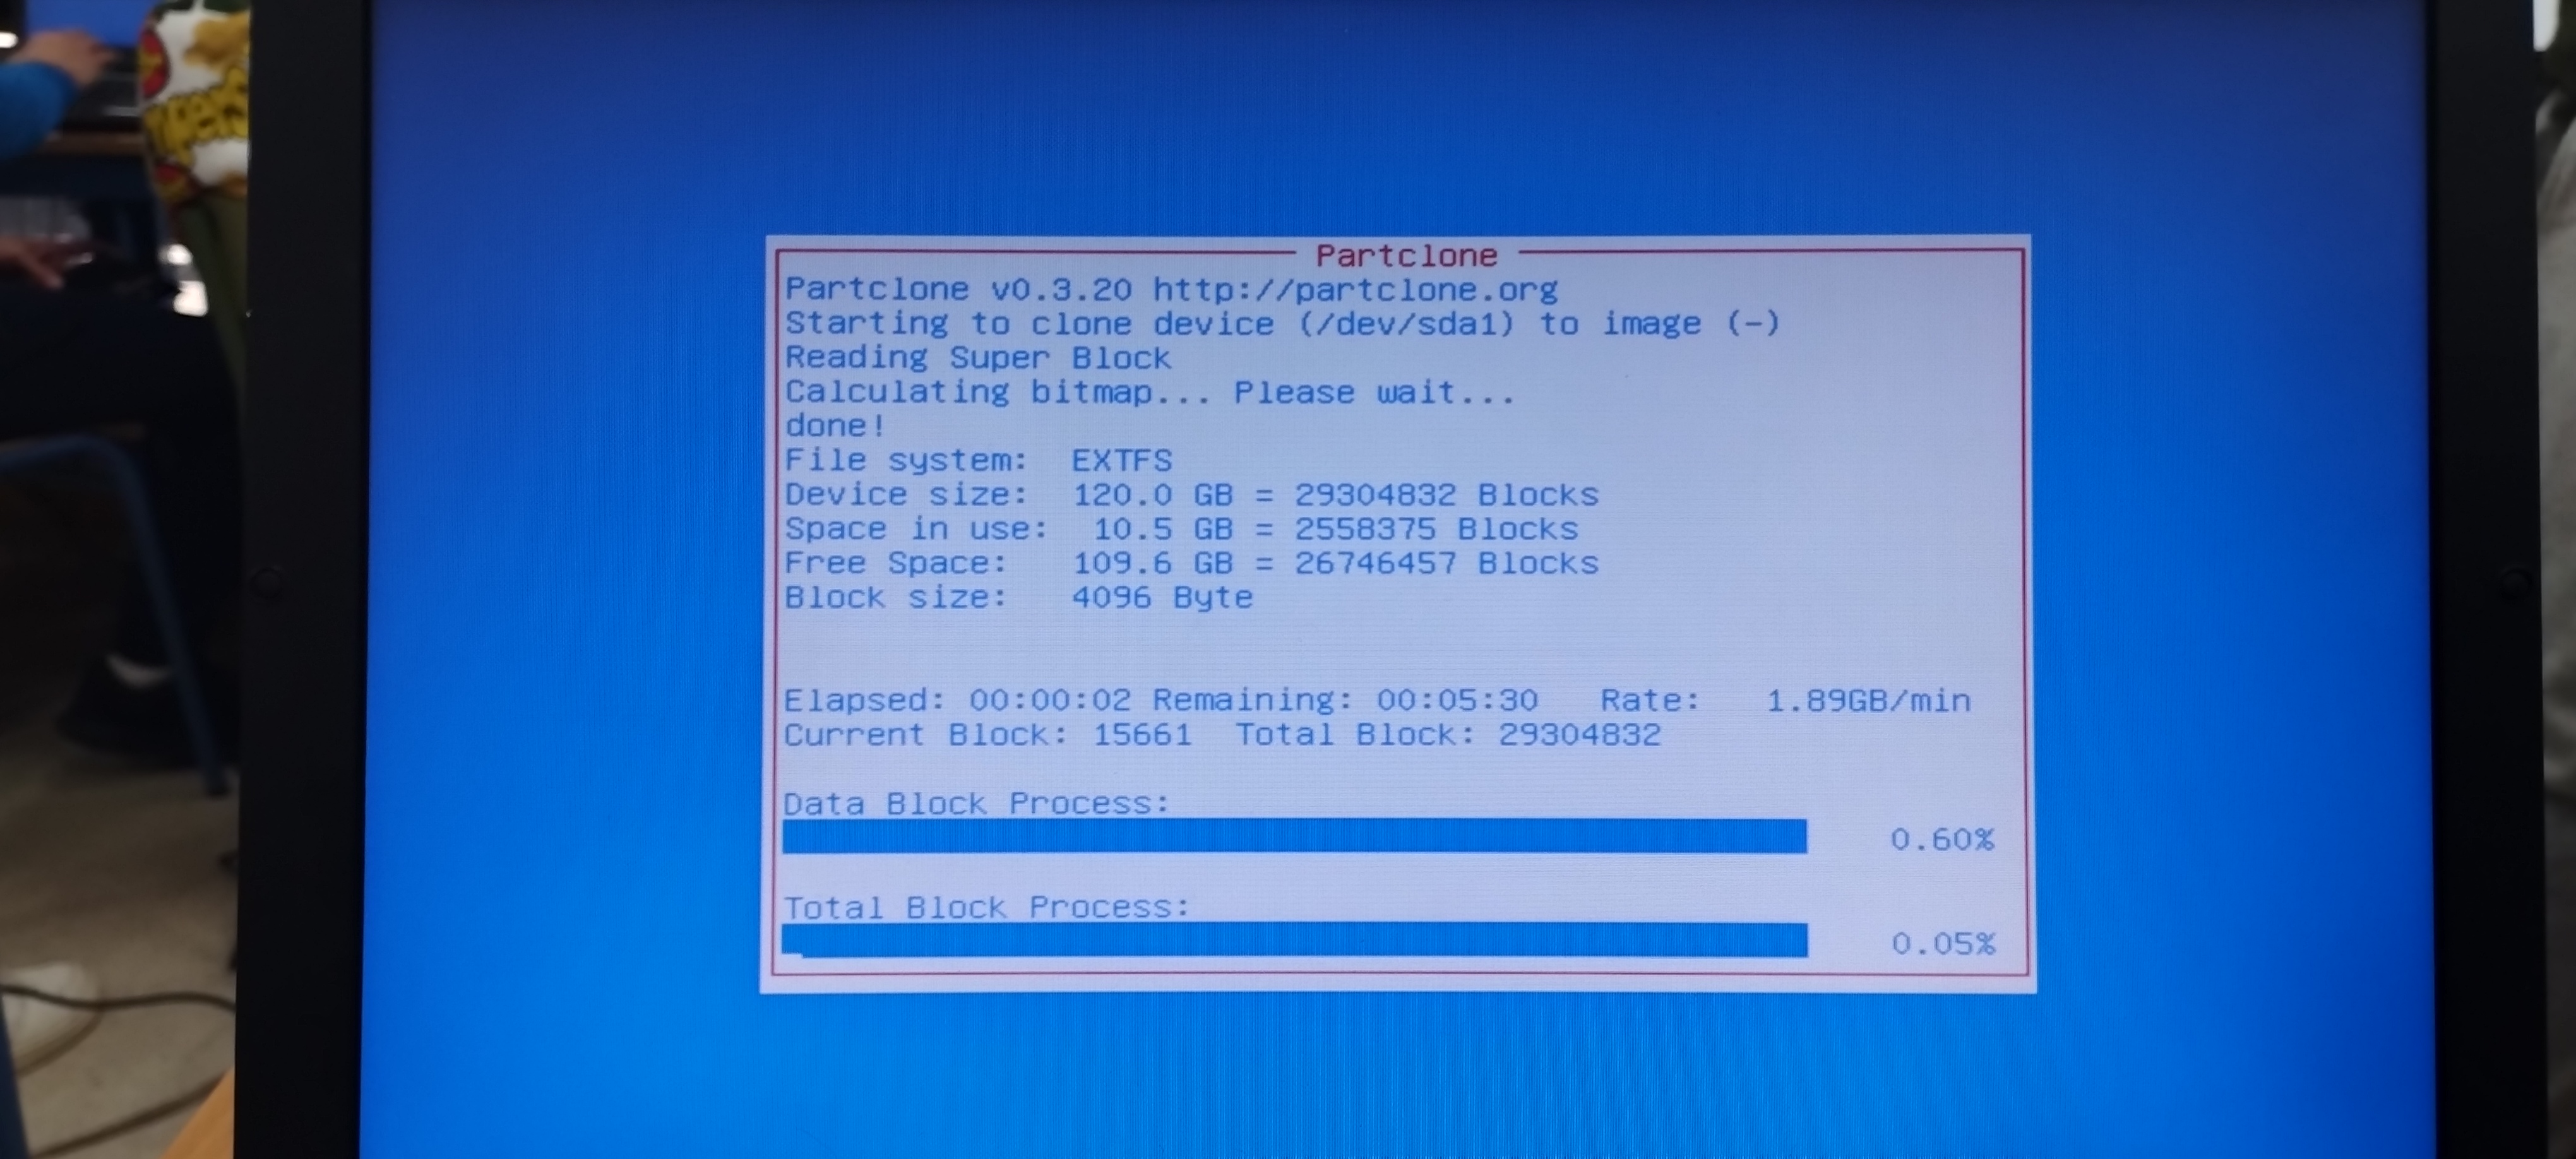 Partclone
Partclone v0.3.20 http://partclone.org
Starting to clone device (/dev/sda1) to image (-)
Reading Super Block
Calculating bitmap... Please wait...
done!
File system:  EXTFS
Device size:  120.0 GB = 29304832 Blocks
Space in use:  10.5 GB = 2558375 Blocks
Free Space:   109.6 GB = 26746457 Blocks
Block size:   4096 Byte
Elapsed: 00:00:02 Remaining: 00:05:30   Rate:   1.89GB/min
Current Block: 15661  Total Block: 29304832
Data Block Process:
0.60%
Total Block Process:
0.05%